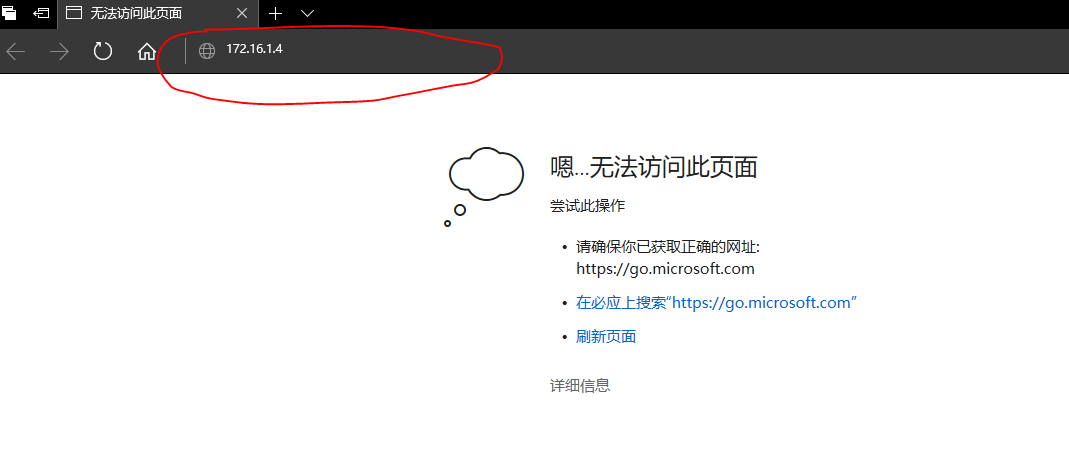 无法访问此页面
172.16.1.4
嗯...无法访问此页面
尝试此操作
• 请确保你已获取正确的网址:
https://go.microsoft.com
• 在必应上搜索“https://go.microsoft.com”
• 刷新页面
详细信息